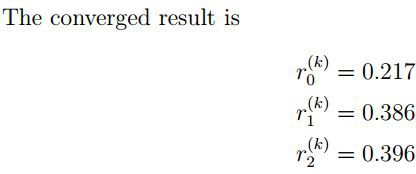 The converged result is
r_0^{(k)} = 0.217
r_1^{(k)} = 0.386
r_2^{(k)} = 0.396